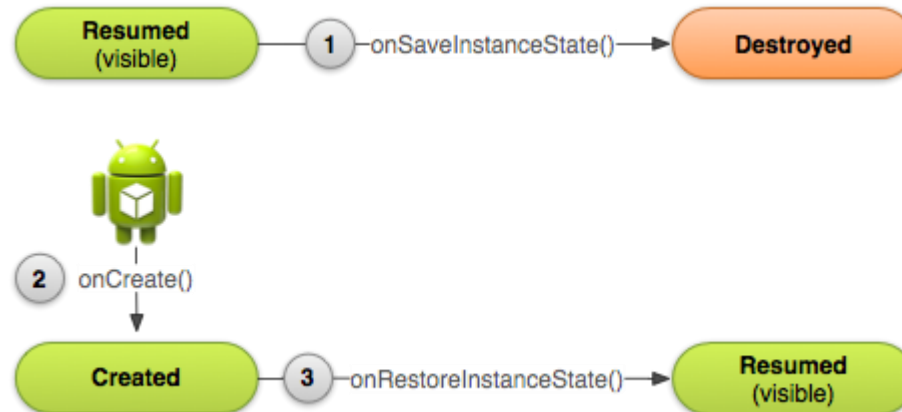 Resumed
(visible)
1
onSaveInstanceState()
Destroyed
2
onCreate()
Created
3
onRestoreInstanceState()
Resumed
(visible)